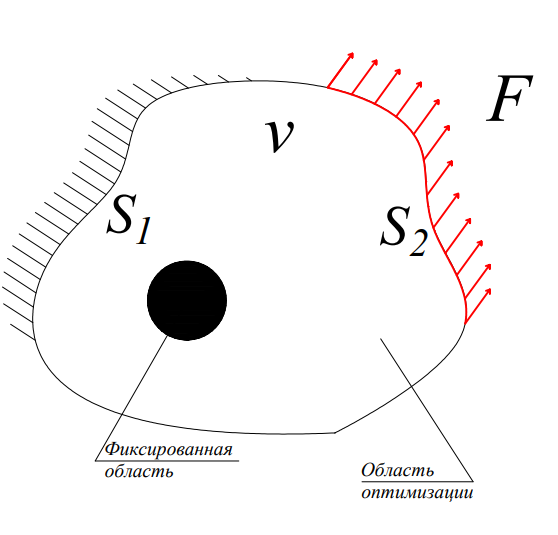 F
v
S1
S2
Фиксированная
область
Область
оптимизации